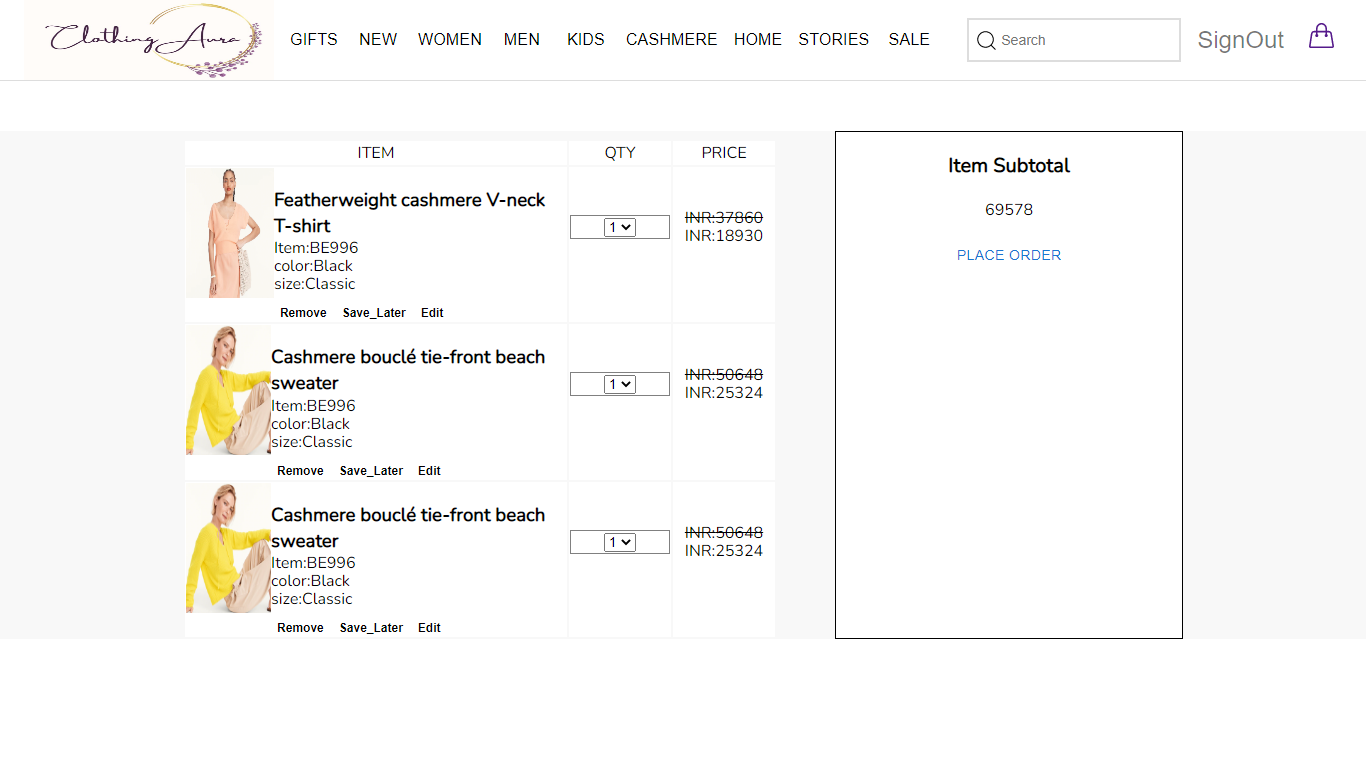 Clothing Aura
GIFTS NEW WOMEN MEN KIDS CASHMERE HOME STORIES SALE
Search
SignOut
ITEM QTY PRICE
Featherweight cashmere V-neck
T-shirt
Item:BE996
color:Black
size:Classic
1
INR:37860
INR:18930
Remove Save_Later Edit
Cashmere bouclé tie-front beach
sweater
Item:BE996
color:Black
size:Classic
1
INR:50648
INR:25324
Remove Save_Later Edit
Cashmere bouclé tie-front beach
sweater
Item:BE996
color:Black
size:Classic
1
INR:50648
INR:25324
Remove Save_Later Edit
Item Subtotal
69578
PLACE ORDER